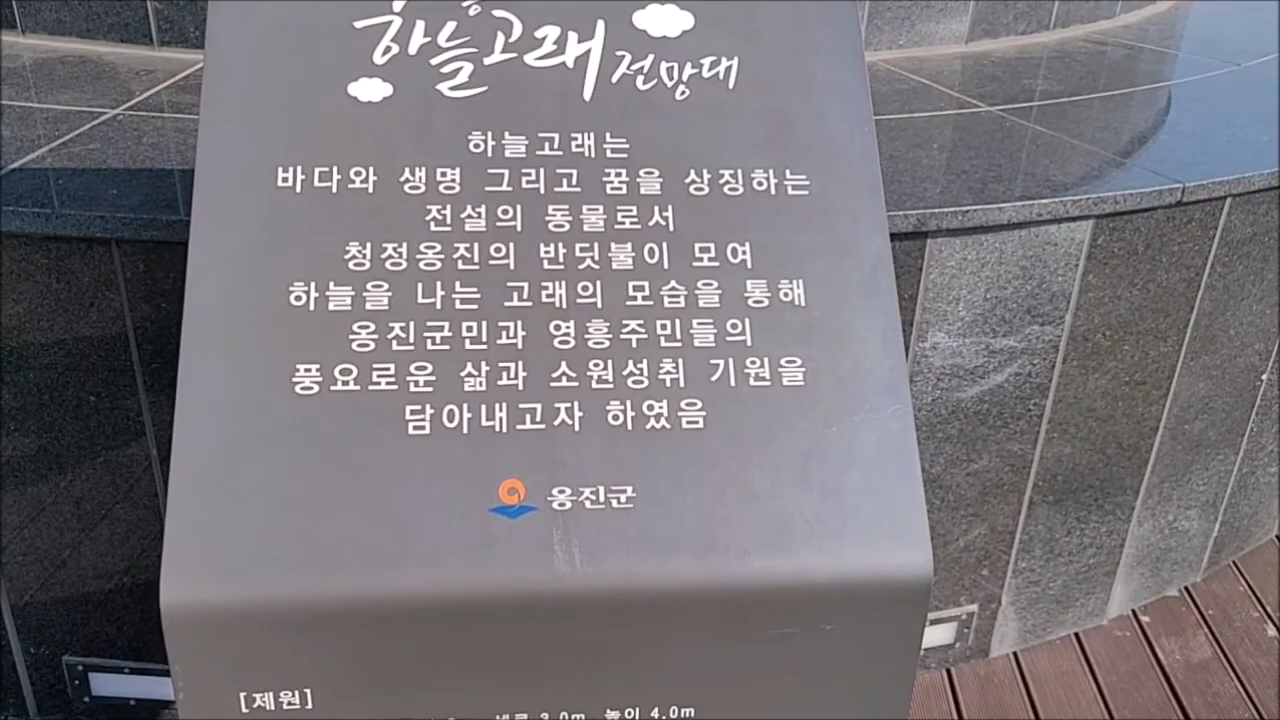 하늘고래 전망대
하늘고래는
바다와 생명 그리고 꿈을 상징하는
전설의 동물로서
청정옹진의 반딧불이 모여
하늘을 나는 고래의 모습을 통해
옹진군민과 영흥주민들의
풍요로운 삶과 소원성취 기원을
담아내고자 하였음
옹진군
[제원]
3.0m 높이 4.0m